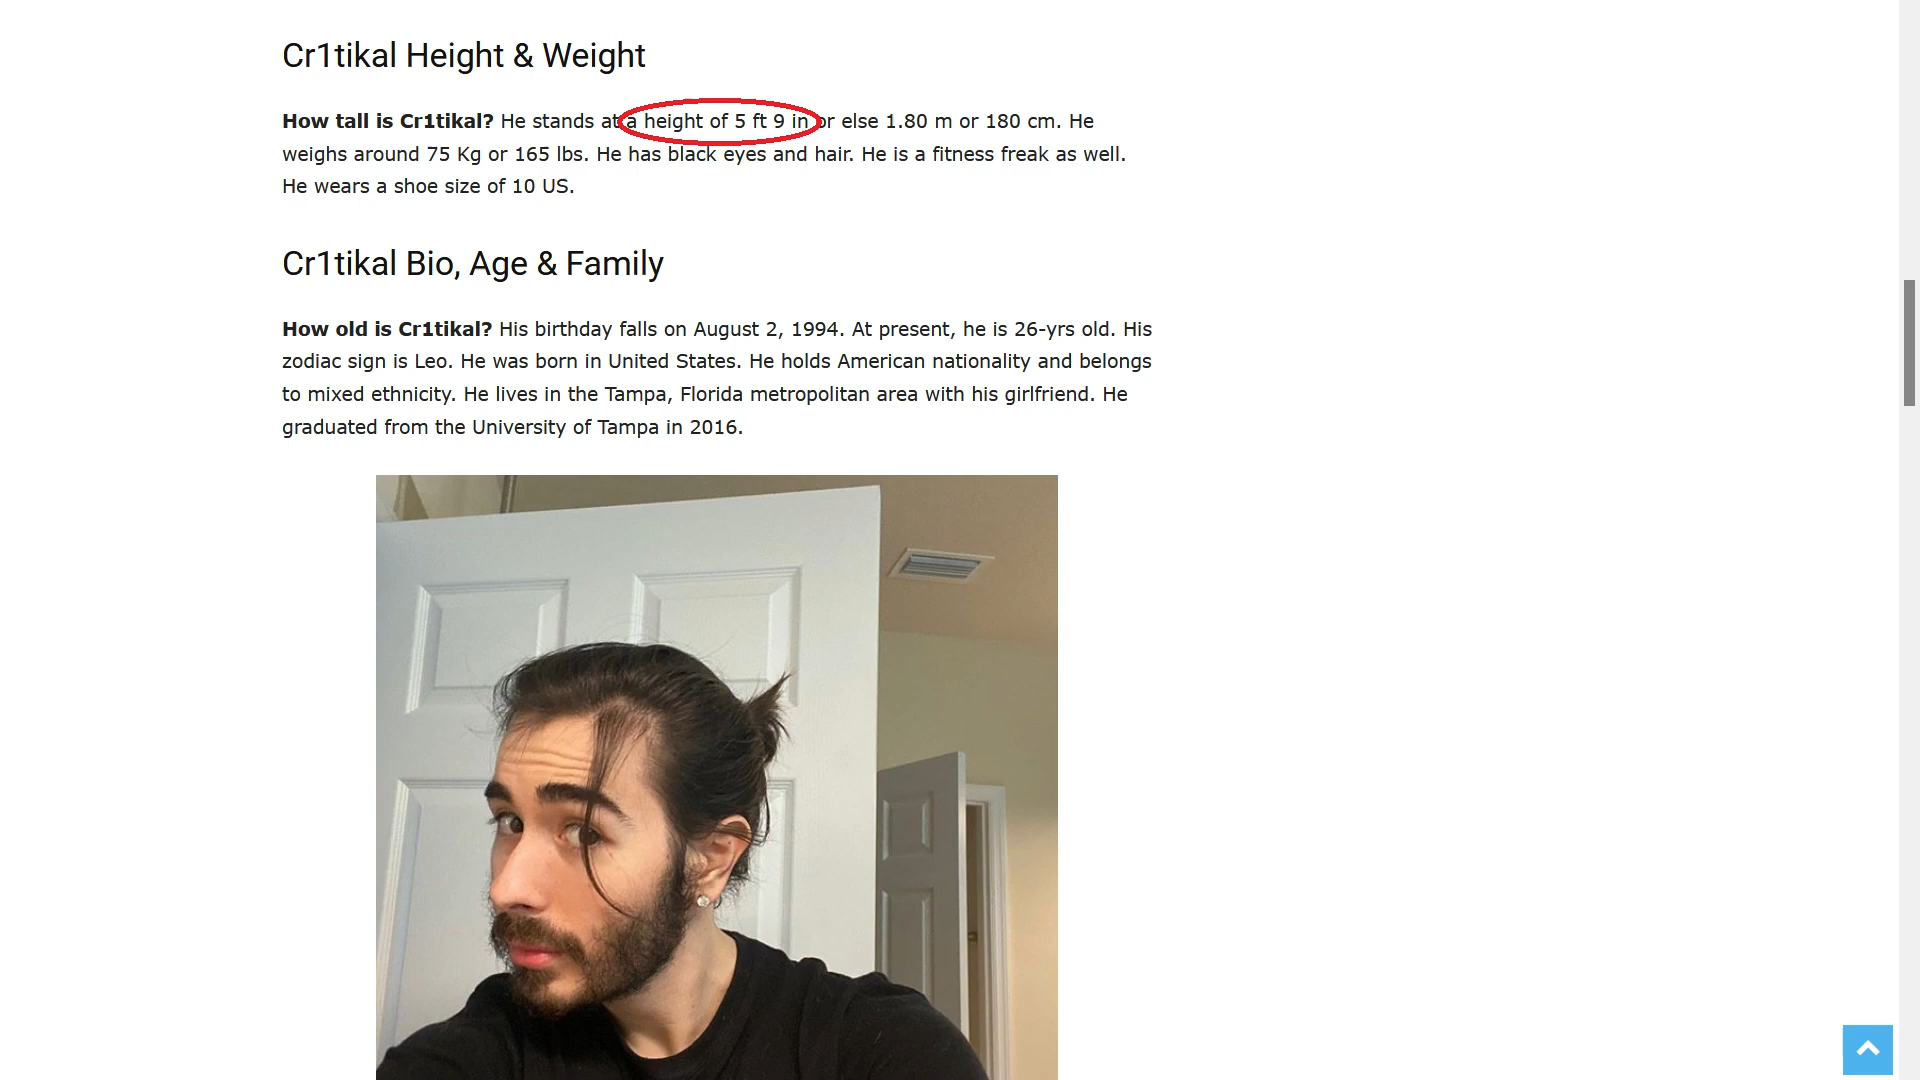 Cr1tikal Height & Weight
How tall is Cr1tikal? He stands at a height of 5 ft 9 in or else 1.80 m or 180 cm. He
weighs around 75 Kg or 165 lbs. He has black eyes and hair. He is a fitness freak as well.
He wears a shoe size of 10 US.
Cr1tikal Bio, Age & Family
How old is Cr1tikal? His birthday falls on August 2, 1994. At present, he is 26-yrs old. His
zodiac sign is Leo. He was born in United States. He holds American nationality and belongs
to mixed ethnicity. He lives in the Tampa, Florida metropolitan area with his girlfriend. He
graduated from the University of Tampa in 2016.